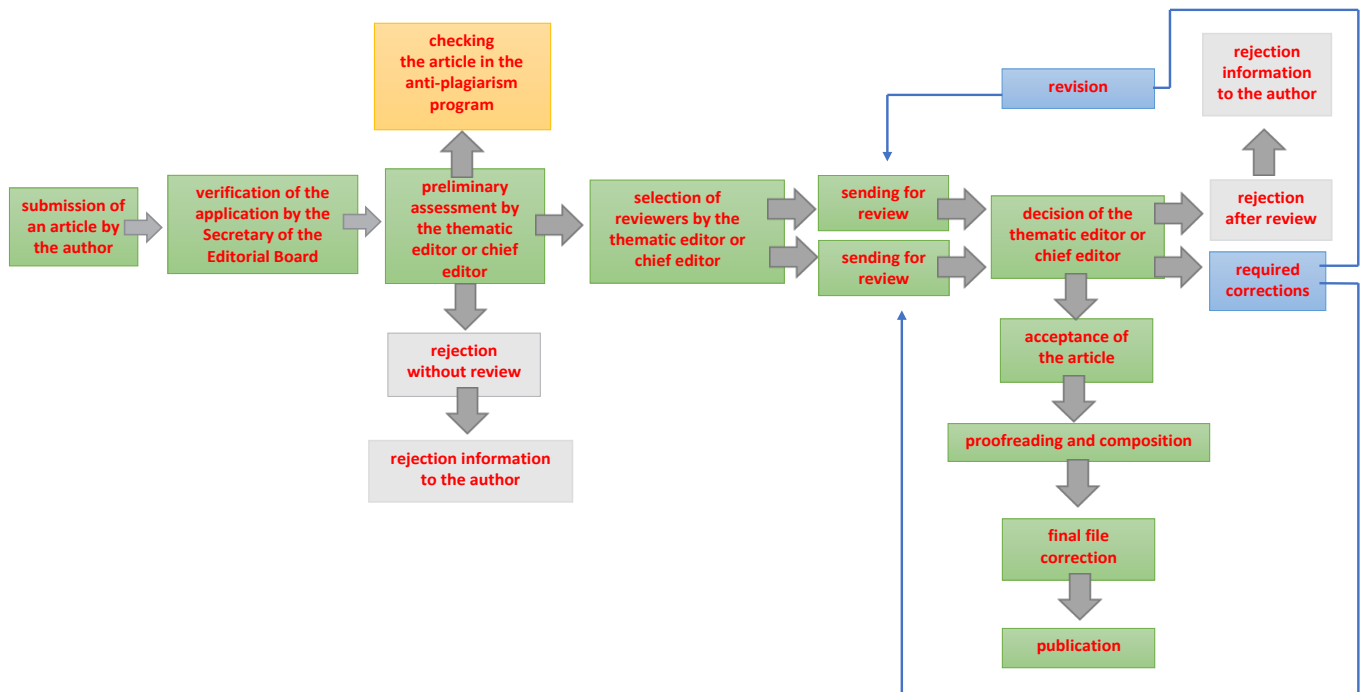 submission of
an article by
the author
verification of the
application by the
Secretary of the
Editorial Board
checking
the article in the
anti-plagiarism
program
preliminary
assessment by
the thematic
editor or chief
editor
rejection
without review
rejection information
to the author
selection of
reviewers by the
thematic editor or
chief editor
revision
sending for
review
sending for
review
decision of the
thematic editor or
chief editor
rejection
information
to the author
rejection
after review
required
corrections
acceptance of
the article
proofreading and composition
final file
correction
publication